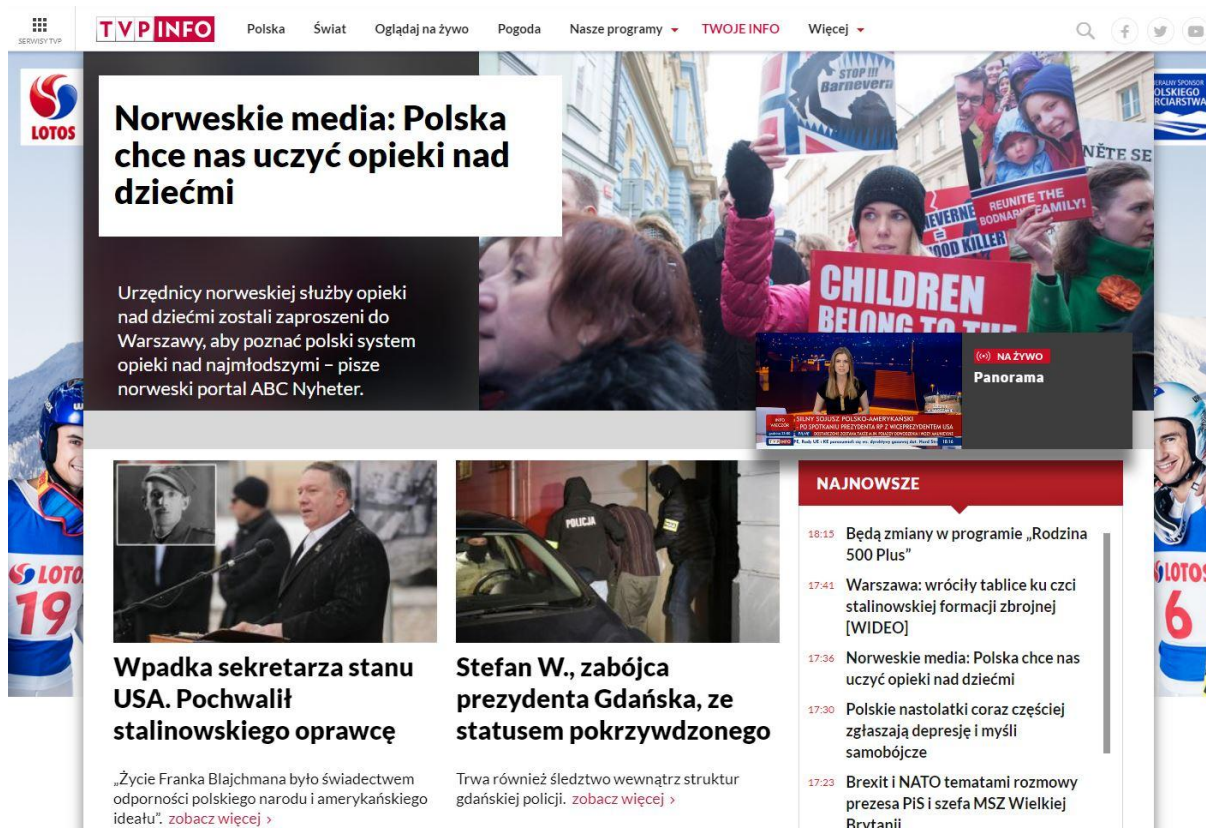 SERWISY TVP
TVP INFO
Polska
Świat
Oglądaj na żywo
Pogoda
Nasze programy
TWOJE INFO
Więcej
LOTOS
Norweskie media: Polska
chce nas uczyć opieki nad
dziećmi
Urzędnicy norweskiej służby opieki
nad dziećmi zostali zaproszeni do
Warszawy, aby poznać polski system
opieki nad najmłodszymi – pisze
norweski portal ABC Nyheter.
STOP !!!
Barnevern
NĚTE SE
REUNITE THE
FAMILY!
KILLER
CHILDREN
BELONG TO THE
NA ŻYWO
Panorama
SILNY SOJUSZ POLSKO-AMERYKAŃSKI
PO SPOTKANIU PREZYDENTA RP Z WICEPREZYDENTEM USA
18:16
LOTOS
19
LOTOS
6
POLICJA
Wpadka sekretarza stanu
USA. Pochwalił
stalinowskiego oprawcę
„Życie Franka Blajchmana było świadectwem
odporności polskiego narodu i amerykańskiego
ideału”. zobacz więcej ›
Stefan W., zabójca
prezydenta Gdańska, ze
statusem pokrzywdzonego
Trwa również śledztwo wewnątrz struktur
gdańskiej policji. zobacz więcej ›
NAJNOWSZE
18:15 Będą zmiany w programie „Rodzina
500 Plus”
17:41 Warszawa: wróciły tablice ku czci
stalinowskiej formacji zbrojnej
[WIDEO]
17:36 Norweskie media: Polska chce nas
uczyć opieki nad dziećmi
17:30 Polskie nastolatki coraz częściej
zgłaszają depresję i myśli
samobójcze
17:23 Brexit i NATO tematami rozmowy
prezesa PiS i szefa MSZ Wielkiej
Brytanii